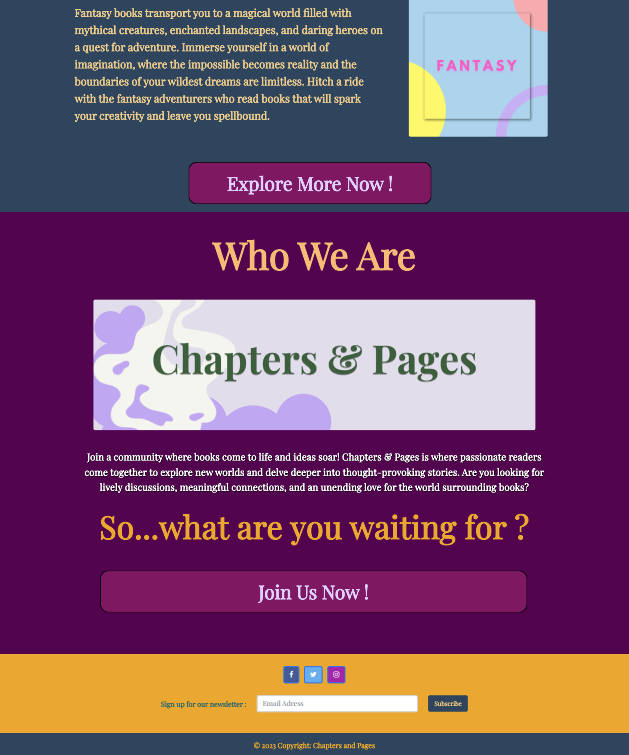 Fantasy books transport you to a magical world filled with
mythical creatures, enchanted landscapes, and daring heroes on
a quest for adventure. Immerse yourself in a world of
imagination, where the impossible becomes reality and the
boundaries of your wildest dreams are limitless. Hitch a ride
with the fantasy adventurers who read books that will spark
your creativity and leave you spellbound.
FANTASY
Explore More Now !
Who We Are
Chapters & Pages
Join a community where books come to life and ideas soar! Chapters & Pages is where passionate readers
come together to explore new worlds and delve deeper into thought-provoking stories. Are you looking for
lively discussions, meaningful connections, and an unending love for the world surrounding books?
So...what are you waiting for ?
Join Us Now !
Sign up for our newsletter : Email Adress Subscribe
© 2023 Copyright: Chapters and Pages